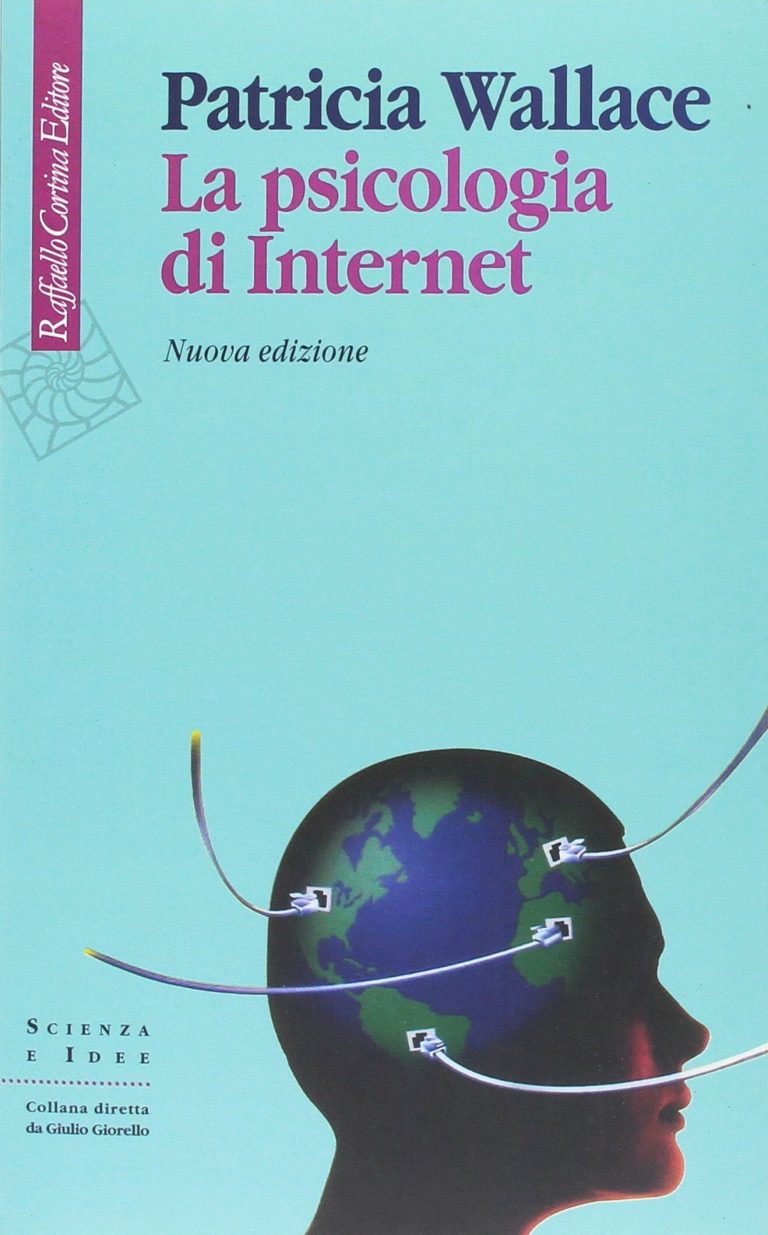 Raffaello Cortina Editore
Patricia Wallace
La psicologia
di Internet
Nuova edizione
SCIENZA
E IDEE
Collana diretta
da Giulio Giorello